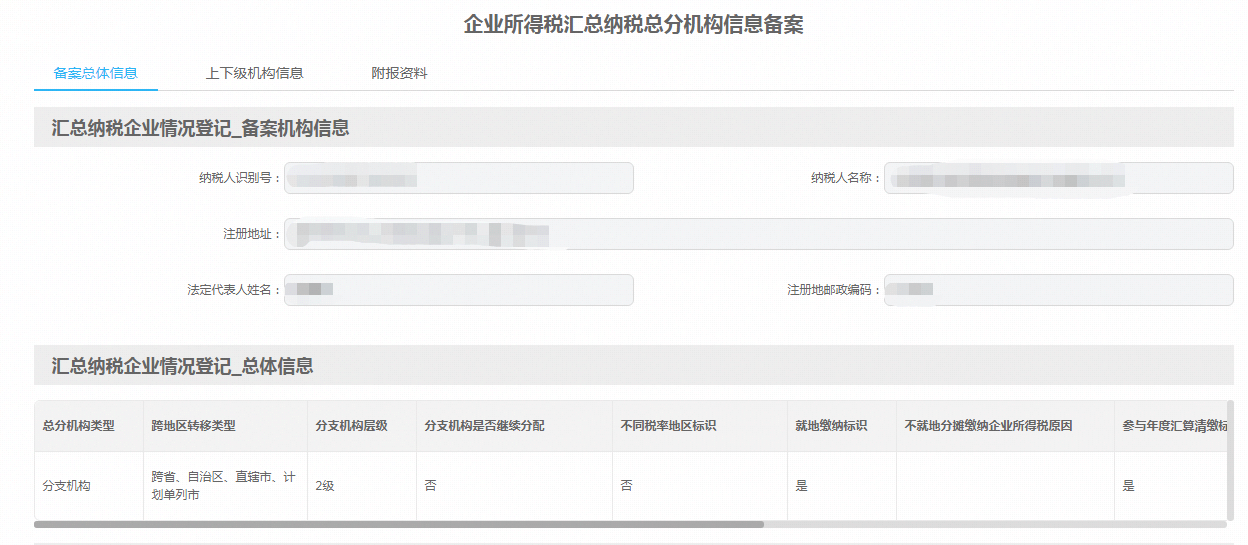 企业所得税汇总纳税总分机构信息备案
备案总体信息 上下级机构信息 附报资料
汇总纳税企业情况登记_备案机构信息
纳税人识别号： 纳税人名称：
注册地址：
法定代表人姓名： 注册地邮政编码：
汇总纳税企业情况登记_总体信息
总分机构类型 跨地区转移类型 分支机构层级 分支机构是否继续分配 不同税率地区标识 就地缴纳标识 不就地分摊缴纳企业所得税原因 参与年度汇算清缴标
分支机构 跨省、自治区、直辖市、计 2级 否 否 是 是
划单列市